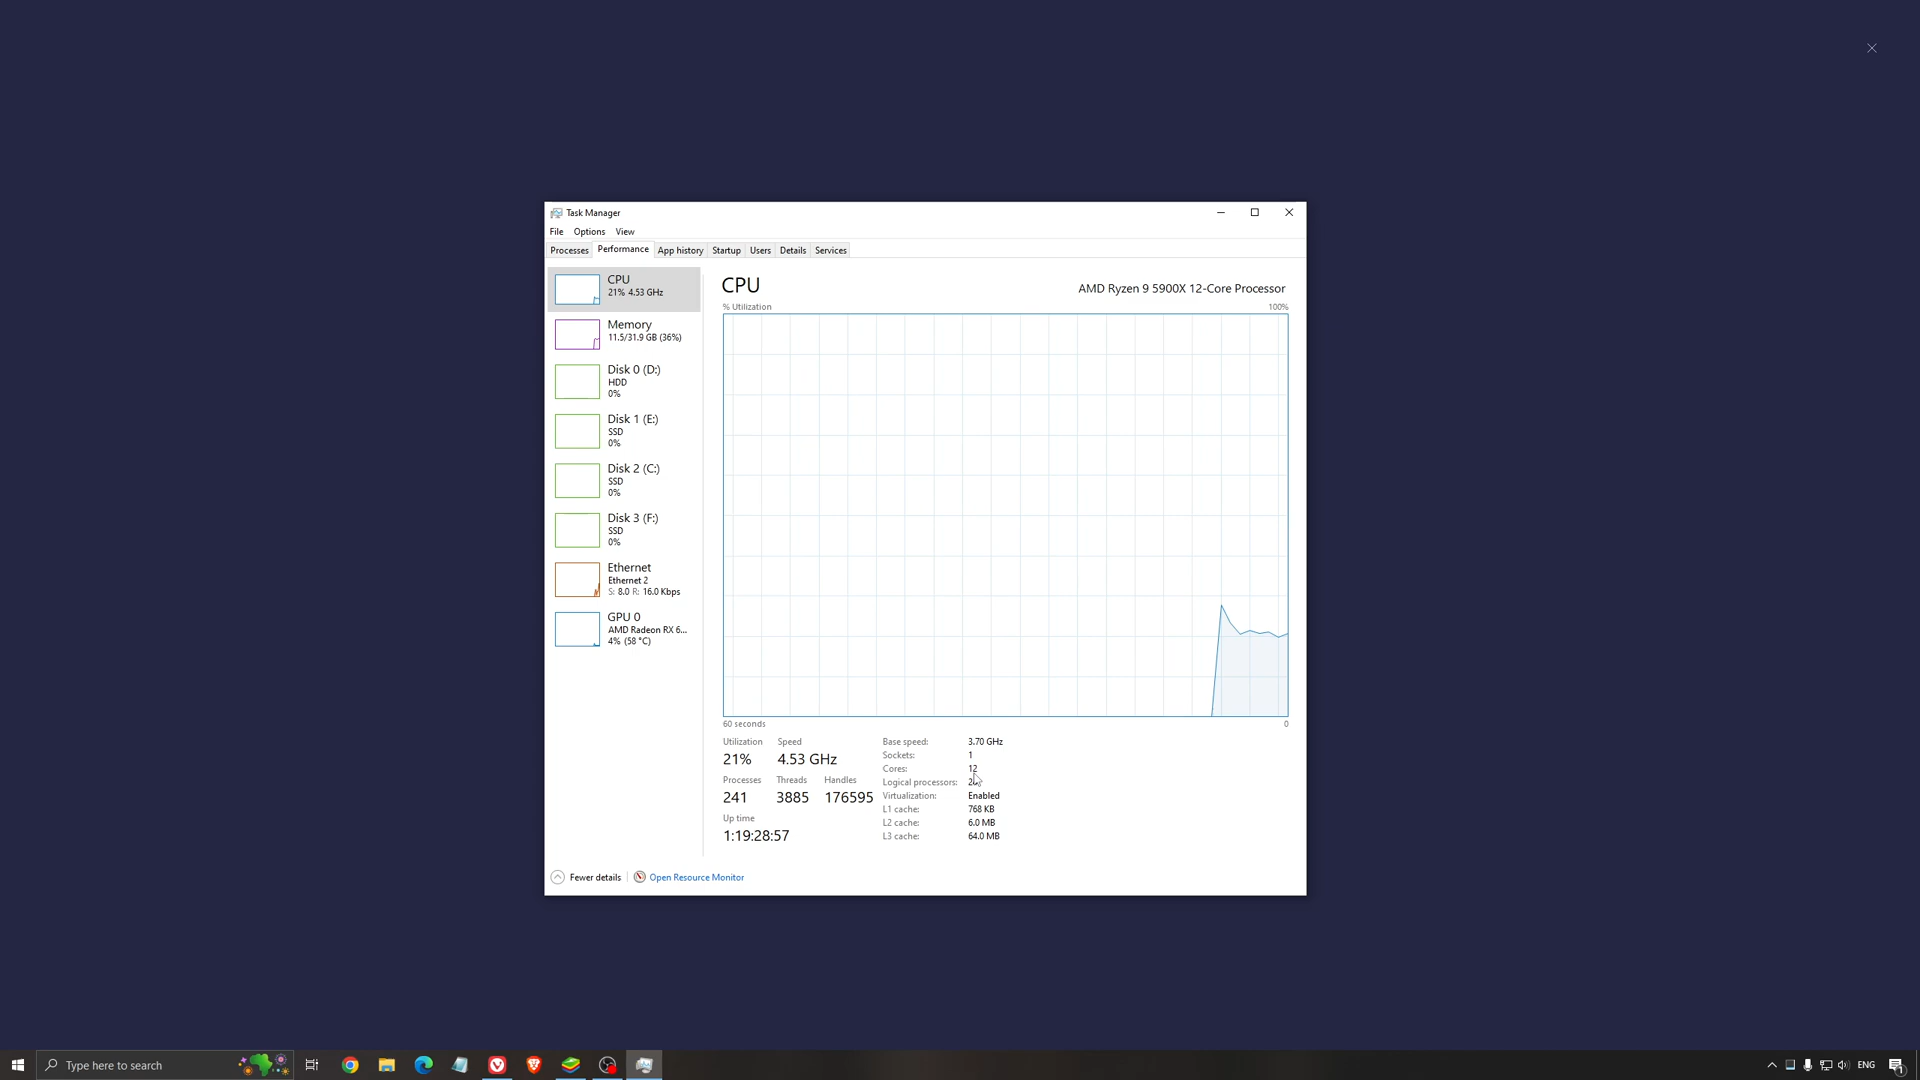 Task Manager
File Options View
Processes Performance App history Startup Users Details Services
CPU
21% 4.53 GHz
Memory
11.5/31.9 GB (36%)
Disk 0 (D:)
HDD
0%
Disk 1 (E:)
SSD
0%
Disk 2 (C:)
SSD
0%
Disk 3 (F:)
SSD
0%
Ethernet
Ethernet 2
S: 8.0 R: 16.0 Kbps
GPU 0
AMD Radeon RX 6...
4% (58 °C)
CPU AMD Ryzen 9 5900X 12-Core Processor
% Utilization 100%
60 seconds 0
Utilization Speed
21% 4.53 GHz
Processes Threads Handles
241 3885 176595
Up time
1:19:28:57
Base speed: 3.70 GHz
Sockets: 1
Cores: 12
Logical processors:
Virtualization: Enabled
L1 cache: 768 KB
L2 cache: 6.0 MB
L3 cache: 64.0 MB
Fewer details Open Resource Monitor
Type here to search
ENG
1